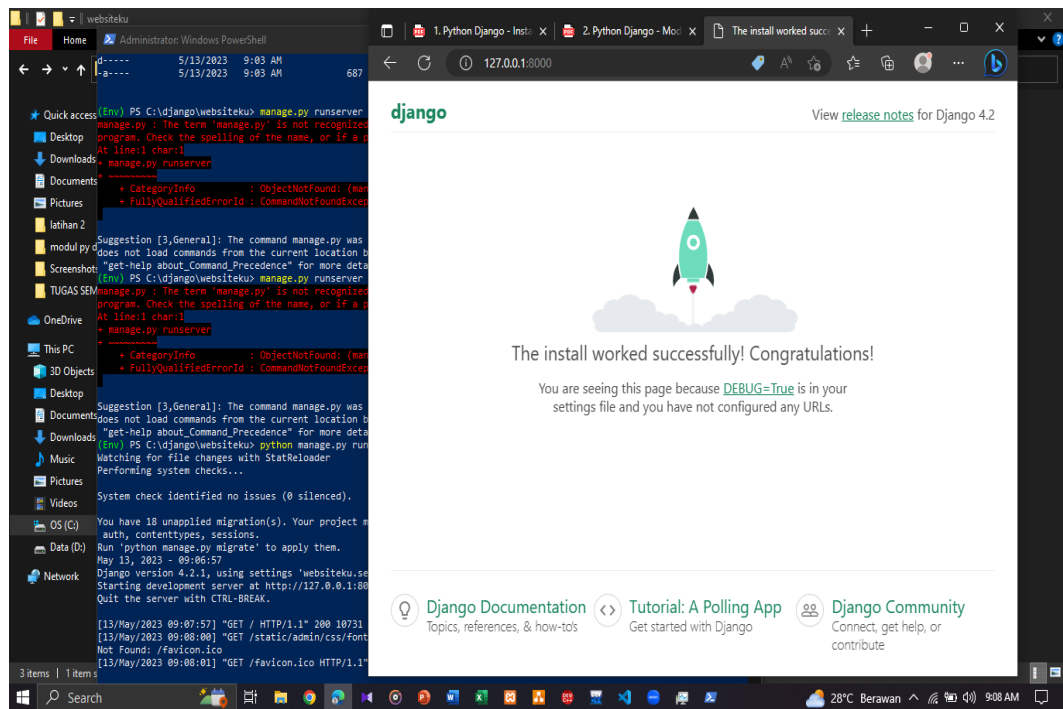 websiteku
File
Home
Administrator: Windows PowerShell
Quick access
Desktop
Downloads
Documents
Pictures
latihan 2
modul py d
Screenshots
TUGAS SEM
OneDrive
This PC
3D Objects
Desktop
Documents
Downloads
Music
Pictures
Videos
OS (C:)
Data (D:)
Network
3 items
1 item s
d----- 5/13/2023 9:03 AM
-a---- 5/13/2023 9:03 AM 687
(Env) PS C:\django\websiteku> manage.py runserver
manage.py : The term 'manage.py' is not recognized
program. Check the spelling of the name, or if a p
At line:1 char:1
+ manage.py runserver
+ ~~~~~~~~~
+ CategoryInfo : ObjectNotFound: (man
+ FullyQualifiedErrorId : CommandNotFoundExcep
Suggestion [3,General]: The command manage.py was
does not load commands from the current location b
"get-help about_Command_Precedence" for more deta
(Env) PS C:\django\websiteku> manage.py runserver
manage.py : The term 'manage.py' is not recognized
program. Check the spelling of the name, or if a p
At line:1 char:1
+ manage.py runserver
+ ~~~~~~~~~
+ CategoryInfo : ObjectNotFound: (man
+ FullyQualifiedErrorId : CommandNotFoundExcep
Suggestion [3,General]: The command manage.py was
does not load commands from the current location b
"get-help about_Command_Precedence" for more deta
(Env) PS C:\django\websiteku> python manage.py run
Watching for file changes with StatReloader
Performing system checks...
System check identified no issues (0 silenced).
You have 18 unapplied migration(s). Your project m
auth, contenttypes, sessions.
Run 'python manage.py migrate' to apply them.
May 13, 2023 - 09:06:57
Django version 4.2.1, using settings 'websiteku.se
Starting development server at http://127.0.0.1:80
Quit the server with CTRL-BREAK.
[13/May/2023 09:07:57] "GET / HTTP/1.1" 200 10731
[13/May/2023 09:08:00] "GET /static/admin/css/font
Not Found: /favicon.ico
[13/May/2023 09:08:01] "GET /favicon.ico HTTP/1.1"
1. Python Django - Insta
2. Python Django - Mod
The install worked succe
127.0.0.1:8000
django
View release notes for Django 4.2
The install worked successfully! Congratulations!
You are seeing this page because DEBUG=True is in your
settings file and you have not configured any URLs.
Django Documentation
Topics, references, & how-to's
Tutorial: A Polling App
Get started with Django
Django Community
Connect, get help, or
contribute
Search
28°C Berawan
9:08 AM